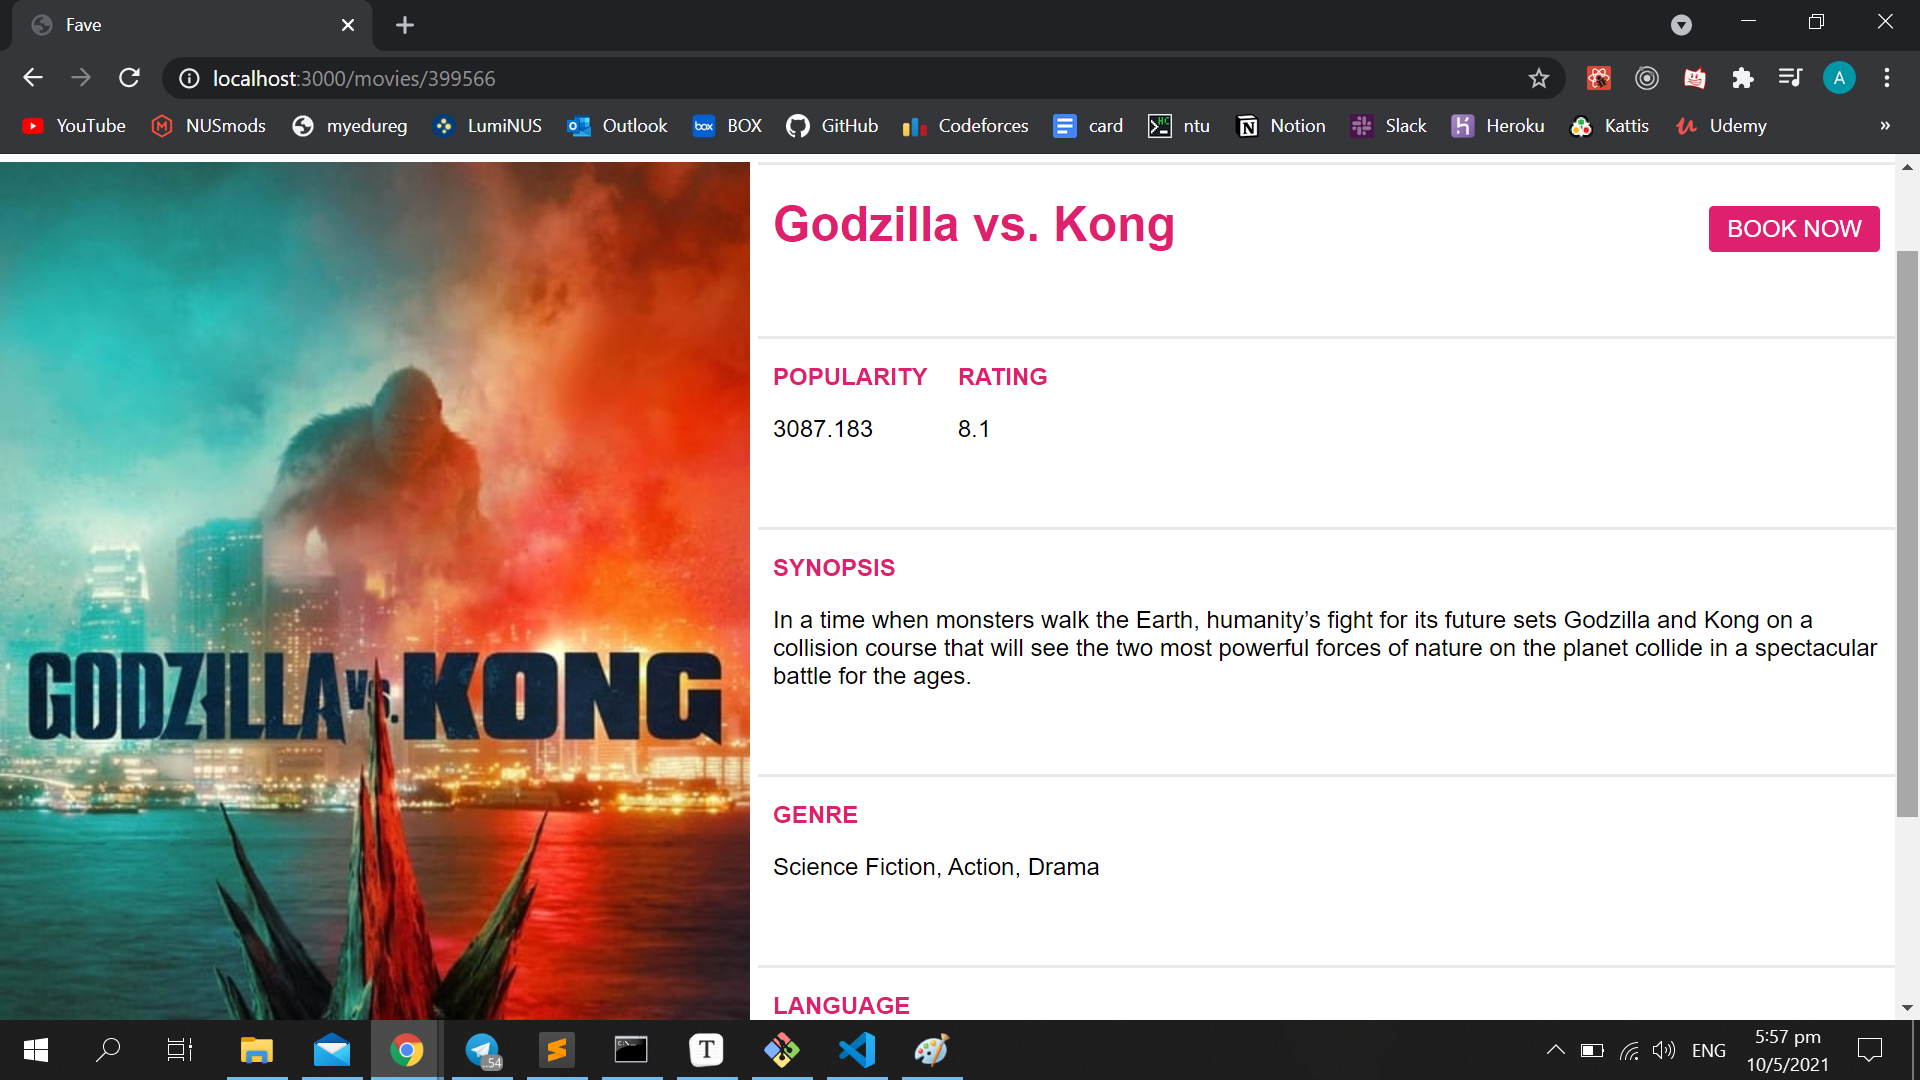 Fave
localhost:3000/movies/399566
A
YouTube NUSmods myedureg LumiNUS Outlook box BOX GitHub Codeforces card HC ntu Notion Slack Heroku Kattis Udemy »
Godzilla vs. Kong
BOOK NOW
POPULARITY RATING
3087.183 8.1
SYNOPSIS
In a time when monsters walk the Earth, humanity’s fight for its future sets Godzilla and Kong on a
collision course that will see the two most powerful forces of nature on the planet collide in a spectacular
battle for the ages.
GENRE
Science Fiction, Action, Drama
LANGUAGE
GODZILLA VS. KONG
..54
T
ENG
5:57 pm
10/5/2021